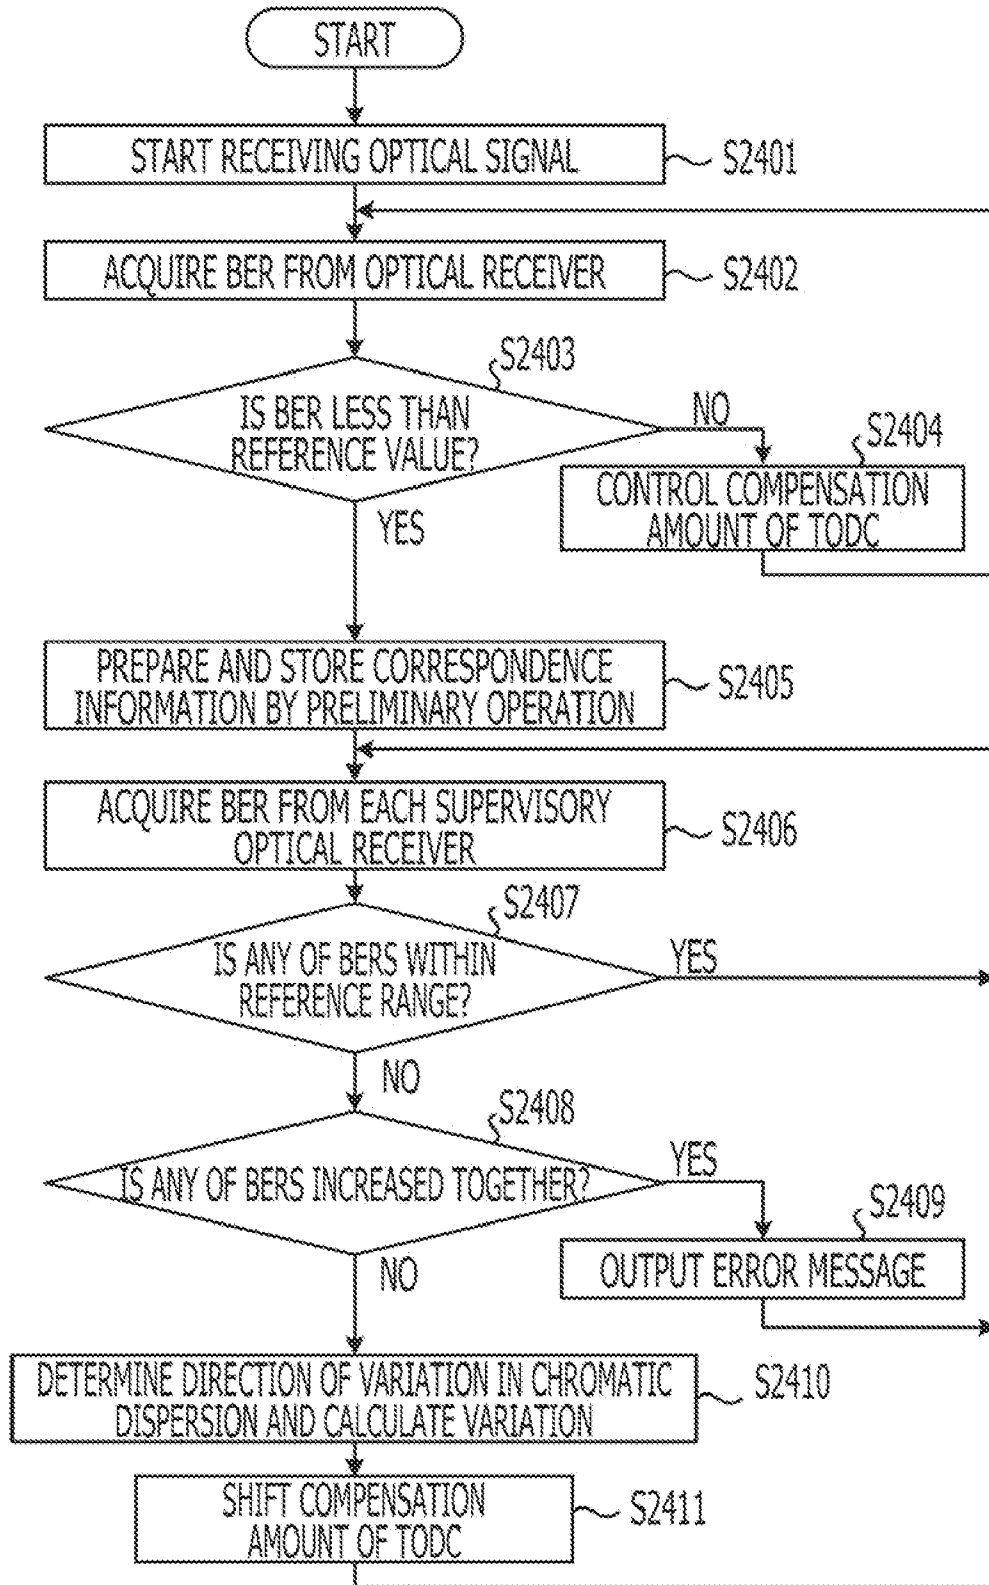 START
START RECEIVING OPTICAL SIGNAL
S2401
ACQUIRE BER FROM OPTICAL RECEIVER
S2402
S2403
IS BER LESS THAN
REFERENCE VALUE?
NO
S2404
CONTROL COMPENSATION
AMOUNT OF TODC
YES
PREPARE AND STORE CORRESPONDENCE
INFORMATION BY PRELIMINARY OPERATION
S2405
ACQUIRE BER FROM EACH SUPERVISORY
OPTICAL RECEIVER
S2406
S2407
IS ANY OF BERS WITHIN
REFERENCE RANGE?
YES
NO
S2408
IS ANY OF BERS INCREASED TOGETHER?
YES
S2409
OUTPUT ERROR MESSAGE
NO
DETERMINE DIRECTION OF VARIATION IN CHROMATIC
DISPERSION AND CALCULATE VARIATION
S2410
SHIFT COMPENSATION
AMOUNT OF TODC
S2411